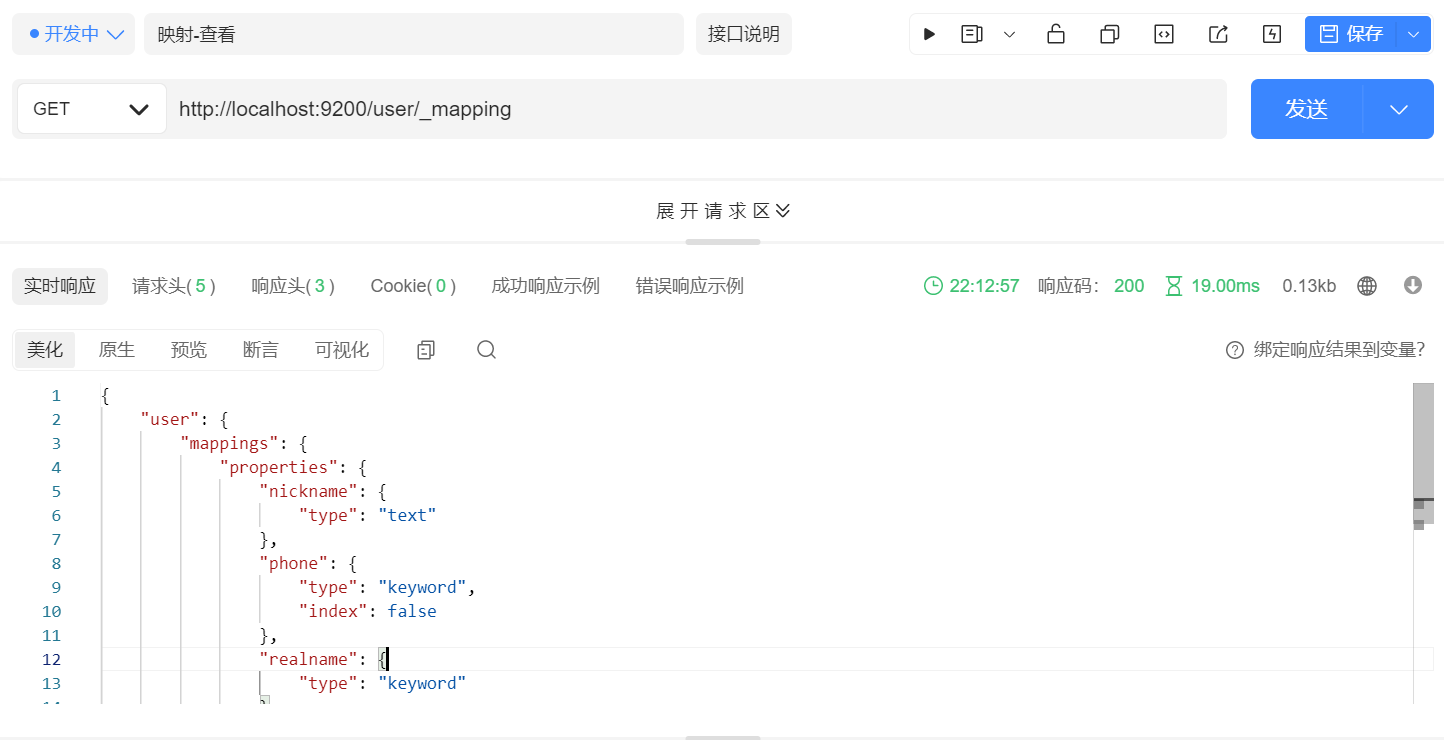 开发中 映射-查看 接口说明 保存
GET http://localhost:9200/user/_mapping 发送
展开请求区
实时响应 请求头(5) 响应头(3) Cookie(0) 成功响应示例 错误响应示例 22:12:57 响应码: 200 19.00ms 0.13kb
美化 原生 预览 断言 可视化 绑定响应结果到变量?
1 {
2 "user": {
3 "mappings": {
4 "properties": {
5 "nickname": {
6 "type": "text"
7 },
8 "phone": {
9 "type": "keyword",
10 "index": false
11 },
12 "realname": {
13 "type": "keyword"